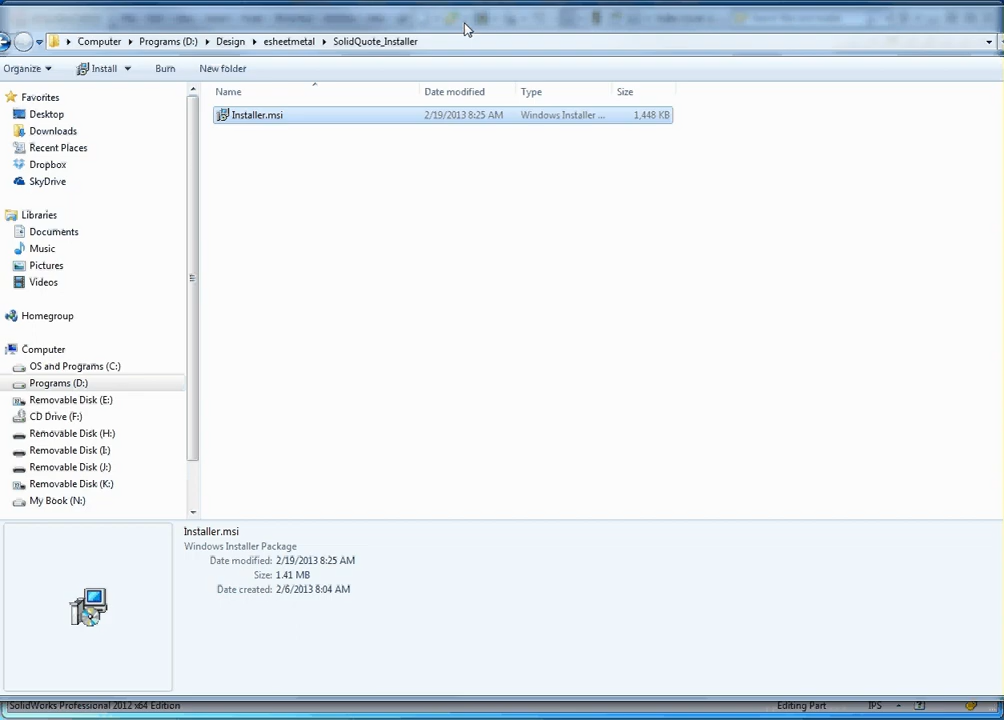 Computer Programs (D:) Design esheetmetal SolidQuote_Installer
Organize Install Burn New folder
Name Date modified Type Size
Installer.msi 2/19/2013 8:25 AM Windows Installer ... 1,448 KB
Favorites
Desktop
Downloads
Recent Places
Dropbox
SkyDrive
Libraries
Documents
Music
Pictures
Videos
Homegroup
Computer
OS and Programs (C:)
Programs (D:)
Removable Disk (E:)
CD Drive (F:)
Removable Disk (H:)
Removable Disk (I:)
Removable Disk (J:)
Removable Disk (K:)
My Book (N:)
Installer.msi
Windows Installer Package
Date modified: 2/19/2013 8:25 AM
Size: 1.41 MB
Date created: 2/6/2013 8:04 AM
SolidWorks Professional 2012 x64 Edition Editing Part IPS